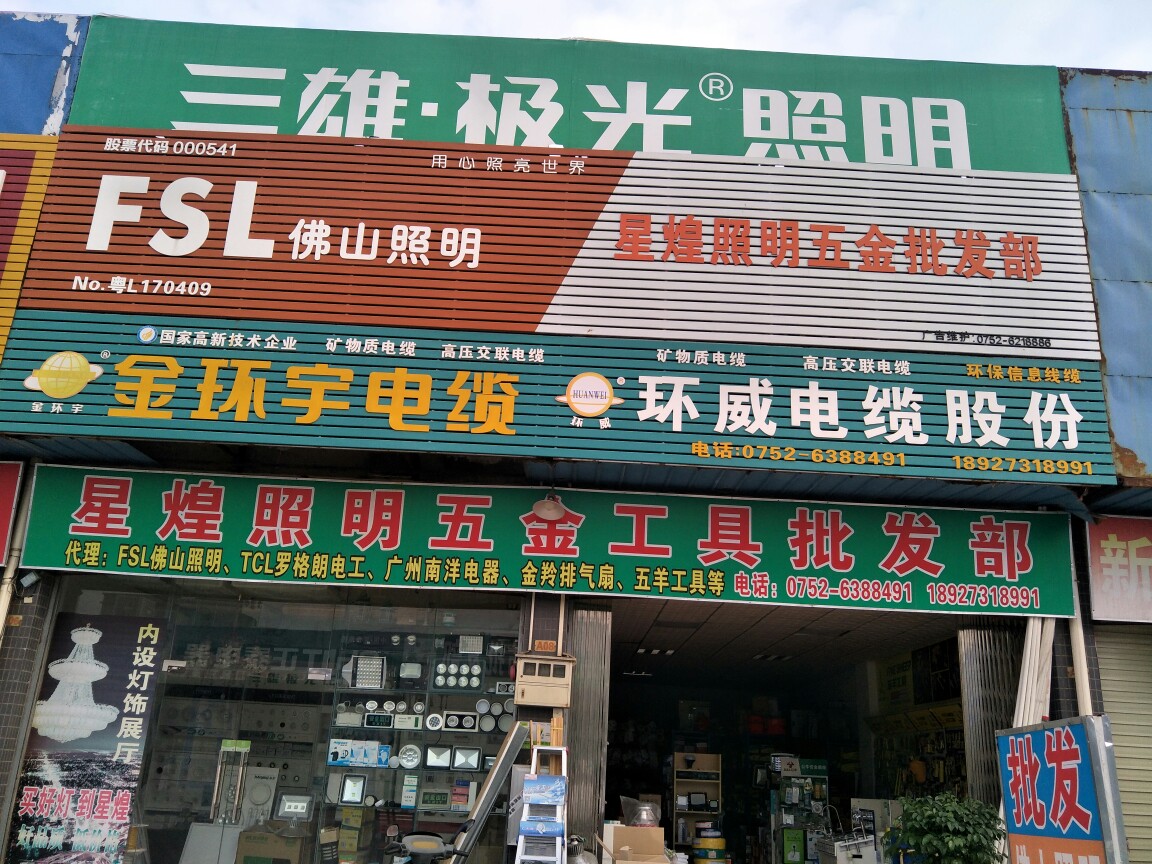 三雄·极光®照明
股票代码 000541
用心照亮世界
FSL 佛山照明
星煌照明五金批发部
No.粤L170409
广告维护:0752-6218886
国家高新技术企业 矿物质电缆 高压交联电缆
矿物质电缆 高压交联电缆 环保信息线缆
金环宇® 金环宇电缆
HUANWEI 环威 环威电缆股份
电话:0752-6388491 18927318991
星煌照明五金工具批发部
代理：FSL佛山照明、TCL罗格朗电工、广州南洋电器、金羚排气扇、五羊工具等 电话：0752-6388491 18927318991
内设灯饰展厅
买好灯 到星煌
批发
新